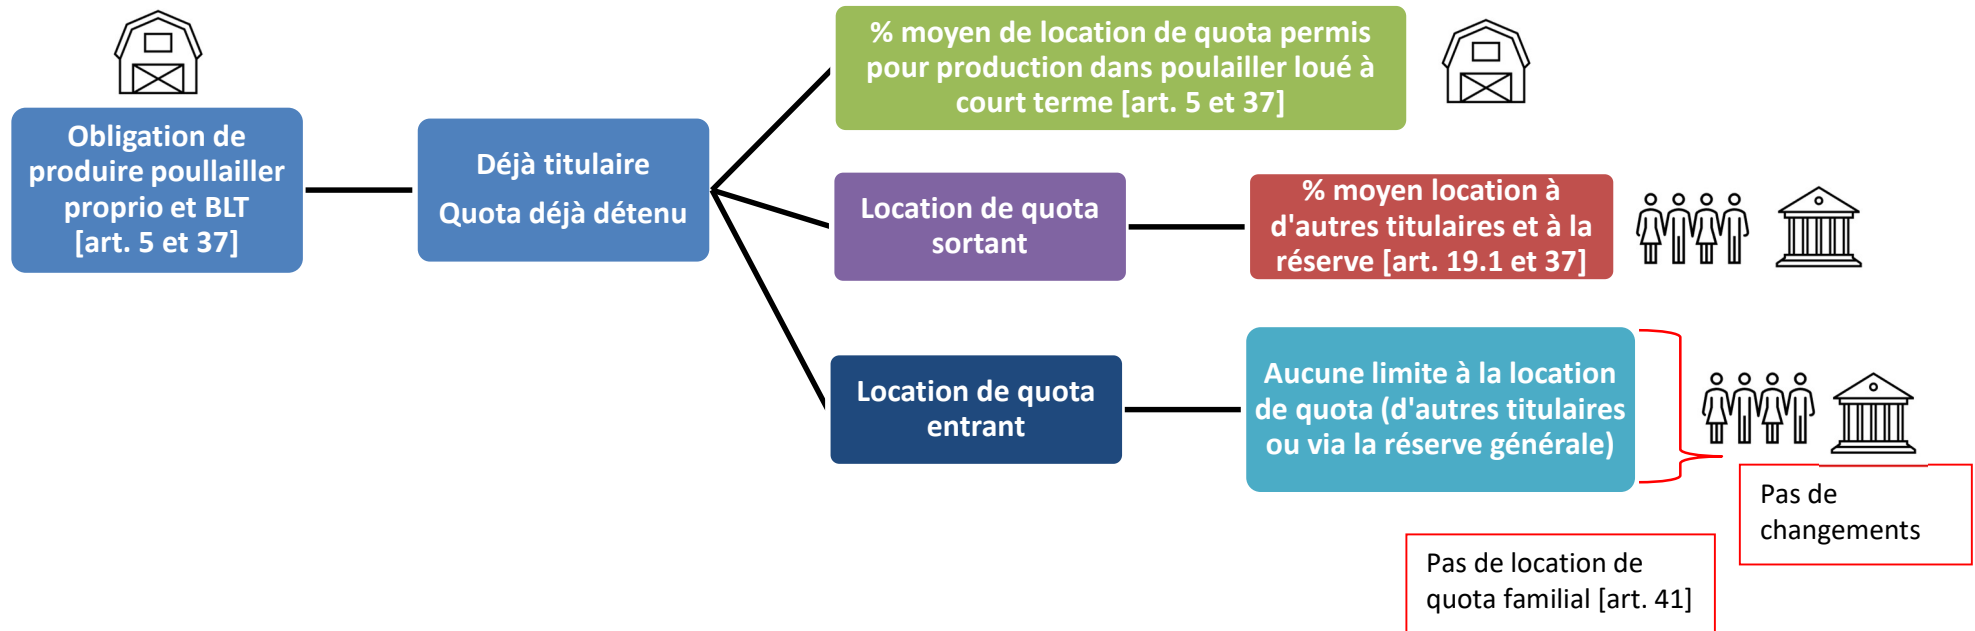 Obligation de
produire poullailler
proprio et BLT
[art. 5 et 37]
Déjà titulaire
Quota déjà détenu
% moyen de location de quota permis
pour production dans poulailler loué à
court terme [art. 5 et 37]
Location de quota
sortant
% moyen location à
d'autres titulaires et à la
réserve [art. 19.1 et 37]
Location de quota
entrant
Aucune limite à la location
de quota (d'autres titulaires
ou via la réserve générale)
Pas de
changements
Pas de location de
quota familial [art. 41]